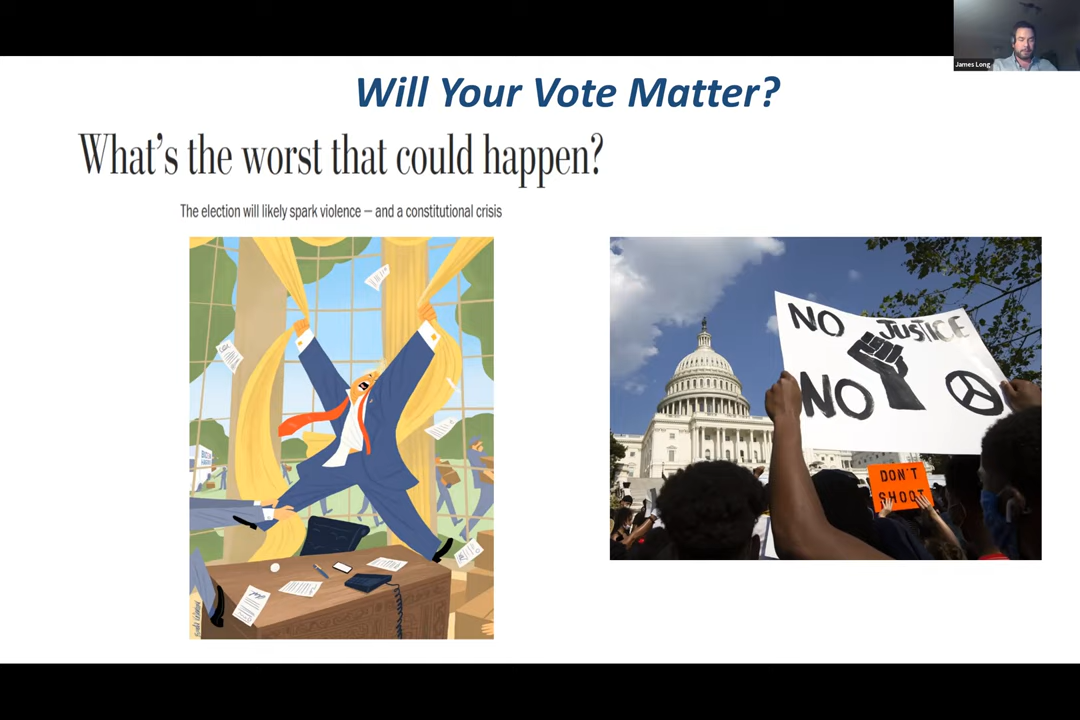 James Long
Will Your Vote Matter?
What's the worst that could happen?
The election will likely spark violence — and a constitutional crisis
NO JUSTICE
NO
DON'T
SHOOT